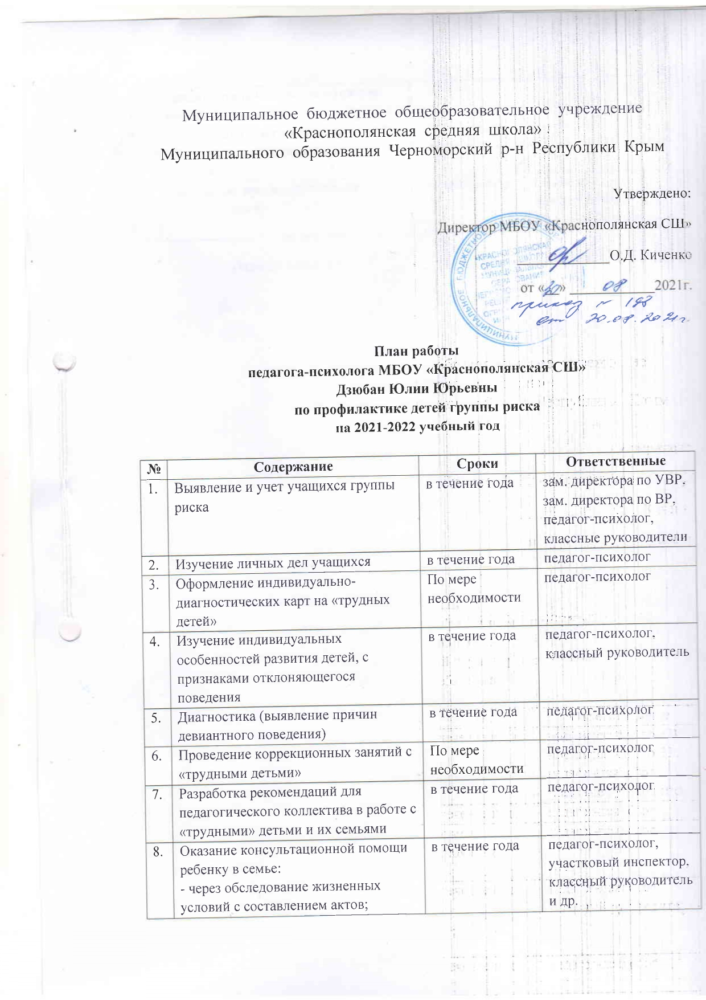 Муниципальное бюджетное общеобразовательное учреждение
«Краснополянская средняя школа»
Муниципального образования Черноморский р-н Республики Крым
Утверждено:
Директор МБОУ «Краснополянская СШ»
О.Д. Киченко
от « » 08 2021г.
приказ № 193
от 20.08.2021г.
План работы
педагога-психолога МБОУ «Краснополянская СШ»
Дзюбан Юлии Юрьевны
по профилактике детей группы риска
на 2021-2022 учебный год
№ Содержание Сроки Ответственные
1. Выявление и учет учащихся группы в течение года зам. директора по УВР,
риска зам. директора по ВР,
педагог-психолог,
классные руководители
2. Изучение личных дел учащихся в течение года педагог-психолог
3. Оформление индивидуально- По мере педагог-психолог
диагностических карт на «трудных необходимости
детей»
4. Изучение индивидуальных в течение года педагог-психолог,
особенностей развития детей, с классный руководитель
признаками отклоняющегося
поведения
5. Диагностика (выявление причин в течение года педагог-психолог
девиантного поведения)
6. Проведение коррекционных занятий с По мере педагог-психолог
«трудными детьми» необходимости
7. Разработка рекомендаций для в течение года педагог-психолог
педагогического коллектива в работе с
«трудными» детьми и их семьями
8. Оказание консультационной помощи в течение года педагог-психолог,
ребенку в семье: участковый инспектор,
- через обследование жизненных классный руководитель
условий с составлением актов; и др.